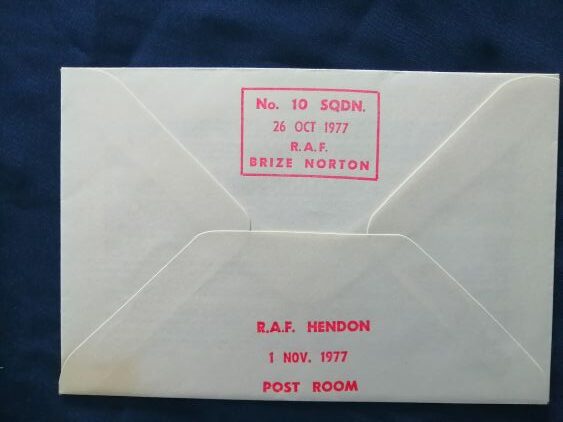 No. 10 SQDN.
26 OCT 1977
R.A.F.
BRIZE NORTON
R.A.F. HENDON
1 NOV. 1977
POST ROOM